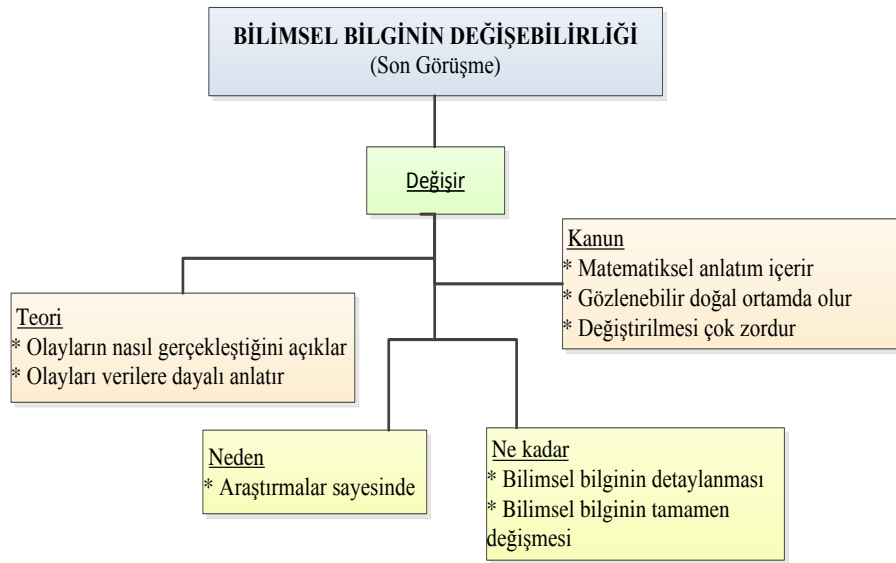 BİLİMSEL BİLGİNİN DEĞİŞEBİLİRLİĞİ
(Son Görüşme)
Değişir
Kanun
* Matematiksel anlatım içerir
* Gözlenebilir doğal ortamda olur
* Değiştirilmesi çok zordur
Teori
* Olayların nasıl gerçekleştiğini açıklar
* Olayları verilere dayalı anlatır
Neden
* Araştırmalar sayesinde
Ne kadar
* Bilimsel bilginin detaylanması
* Bilimsel bilginin tamamen
değişmesi